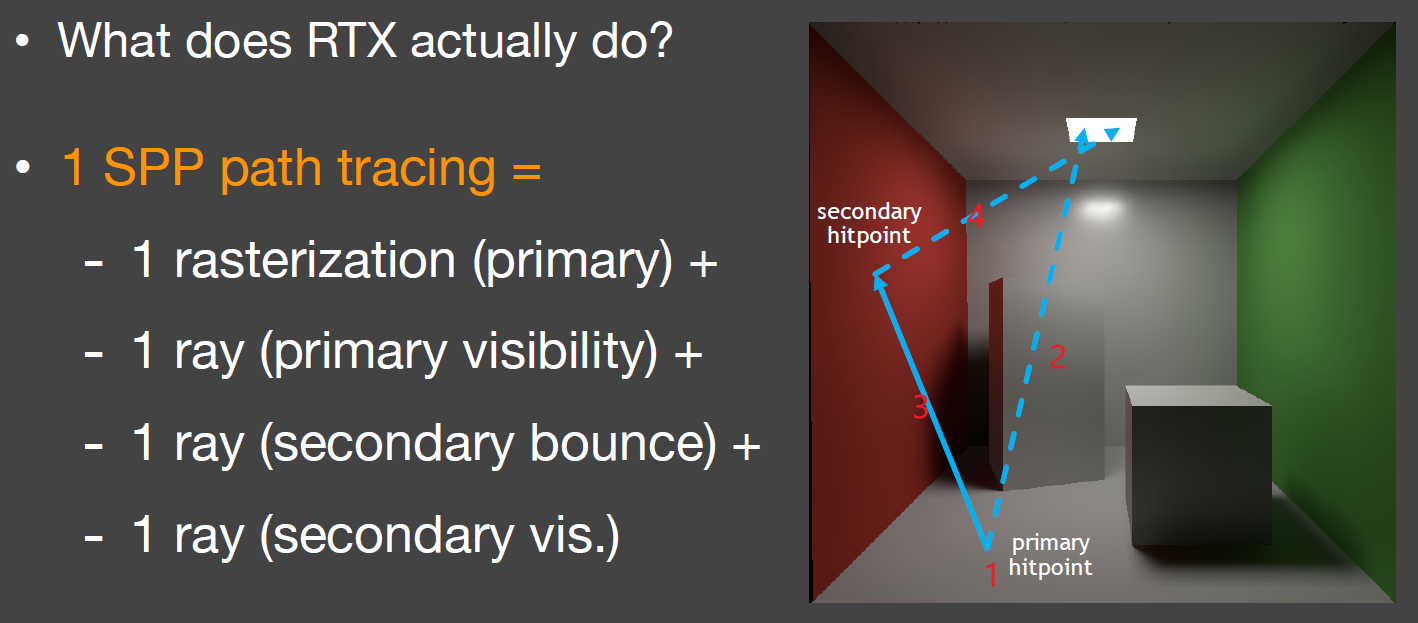 • What does RTX actually do?
• 1 SPP path tracing =
- 1 rasterization (primary) +
- 1 ray (primary visibility) +
- 1 ray (secondary bounce) +
- 1 ray (secondary vis.)
secondary
hitpoint
4
2
3
primary
1 hitpoint